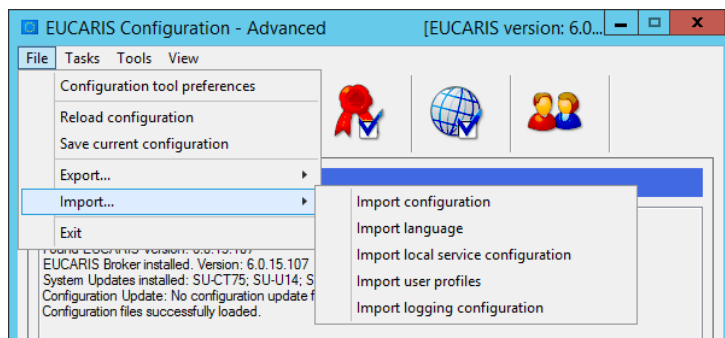 EUCARIS Configuration - Advanced [EUCARIS version: 6.0...
File Tasks Tools View
Configuration tool preferences
Reload configuration
Save current configuration
Export...
Import...
Exit
Import configuration
Import language
Import local service configuration
Import user profiles
Import logging configuration
EUCARIS Broker installed. Version: 6.0.15.107
System Updates installed: SU-CT75; SU-U14; S
Configuration Update: No configuration update f
Configuration files successfully loaded.